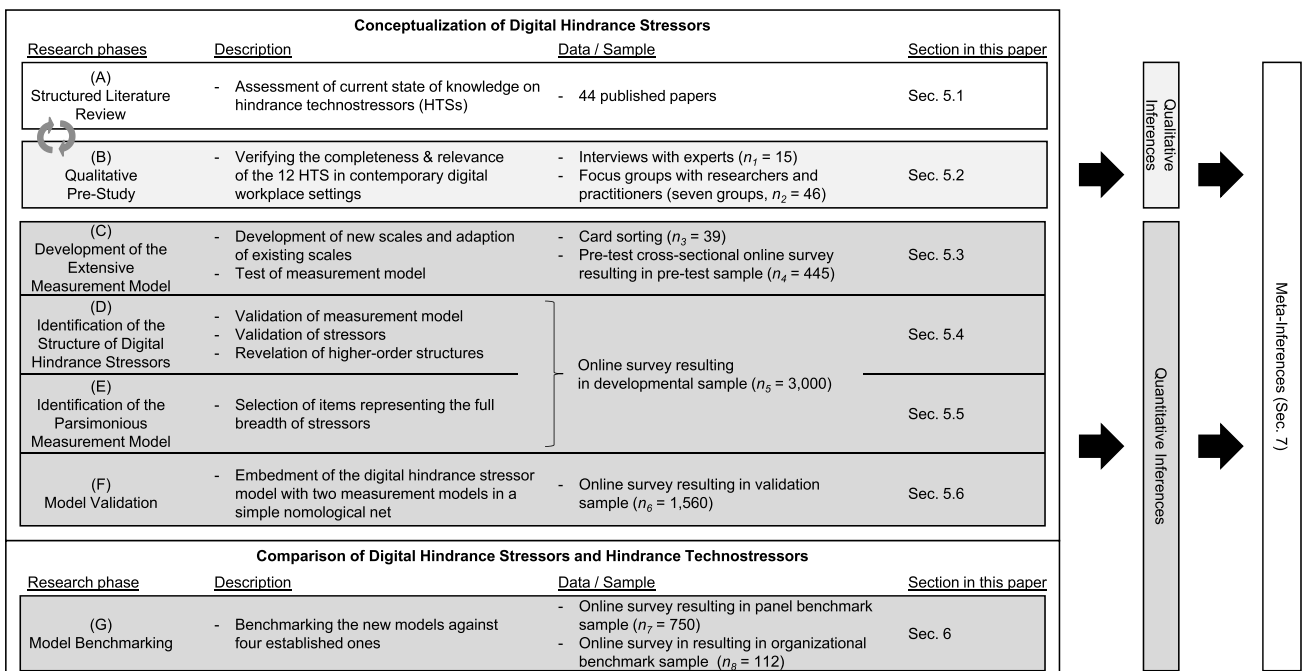 Conceptualization of Digital Hindrance Stressors
Research phases Description Data / Sample Section in this paper
(A)
Structured Literature
Review
- Assessment of current state of knowledge on
hindrance technostressors (HTSs)
- 44 published papers
Sec. 5.1
(B)
Qualitative
Pre-Study
- Verifying the completeness & relevance
of the 12 HTS in contemporary digital
workplace settings
- Interviews with experts (n1 = 15)
- Focus groups with researchers and
practitioners (seven groups, n2 = 46)
Sec. 5.2
(C)
Development of the
Extensive
Measurement Model
- Development of new scales and adaption
of existing scales
- Test of measurement model
- Card sorting (n3 = 39)
- Pre-test cross-sectional online survey
resulting in pre-test sample (n4 = 445)
Sec. 5.3
(D)
Identification of the
Structure of Digital
Hindrance Stressors
- Validation of measurement model
- Validation of stressors
- Revelation of higher-order structures
Online survey resulting
in developmental sample (n5 = 3,000)
Sec. 5.4
(E)
Identification of the
Parsimonious
Measurement Model
- Selection of items representing the full
breadth of stressors
Sec. 5.5
(F)
Model Validation
- Embedment of the digital hindrance stressor
model with two measurement models in a
simple nomological net
- Online survey resulting in validation
sample (n6 = 1,560)
Sec. 5.6
Comparison of Digital Hindrance Stressors and Hindrance Technostressors
Research phase Description Data / Sample Section in this paper
(G)
Model Benchmarking
- Benchmarking the new models against
four established ones
- Online survey resulting in panel benchmark
sample (n7 = 750)
- Online survey in resulting in organizational
benchmark sample (n8 = 112)
Sec. 6
Qualitative
Inferences
Quantitative Inferences
Meta-Inferences (Sec. 7)